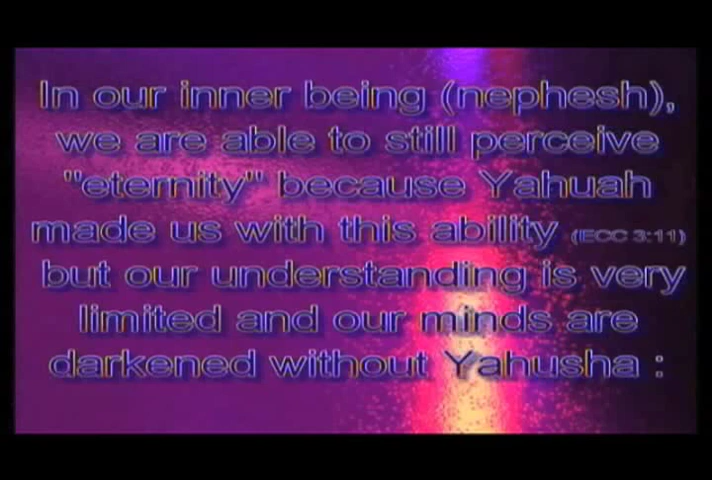 In our inner being (nephesh),
we are able to still perceive
"eternity" because Yahuah
made us with this ability (ECC 3:11)
but our understanding is very
limited and our minds are
darkened without Yahusha :